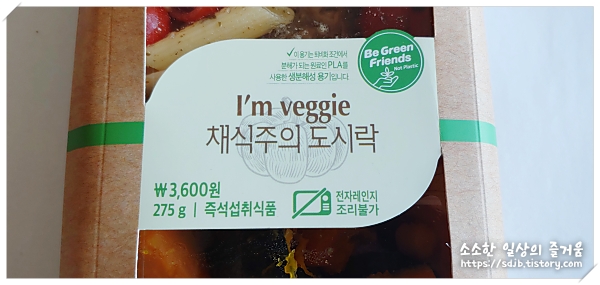 ✓이 용기는 퇴비화 조건에서
분해가 되는 원료인 PLA를
사용한 생분해성 용기입니다.
Be Green
Friends
Not Plastic
I'm veggie
채식주의 도시락
₩3,600원
275 g | 즉석섭취식품
전자레인지
조리불가
소소한 일상의 즐거움
https://sdjb.tistory.com